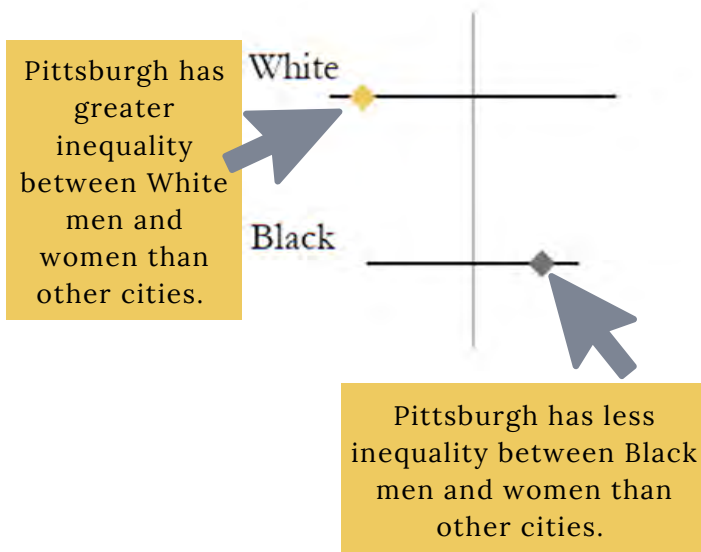 Pittsburgh has
greater
inequality
between White
men and
women than
other cities.
White
Black
Pittsburgh has less
inequality between Black
men and women than
other cities.